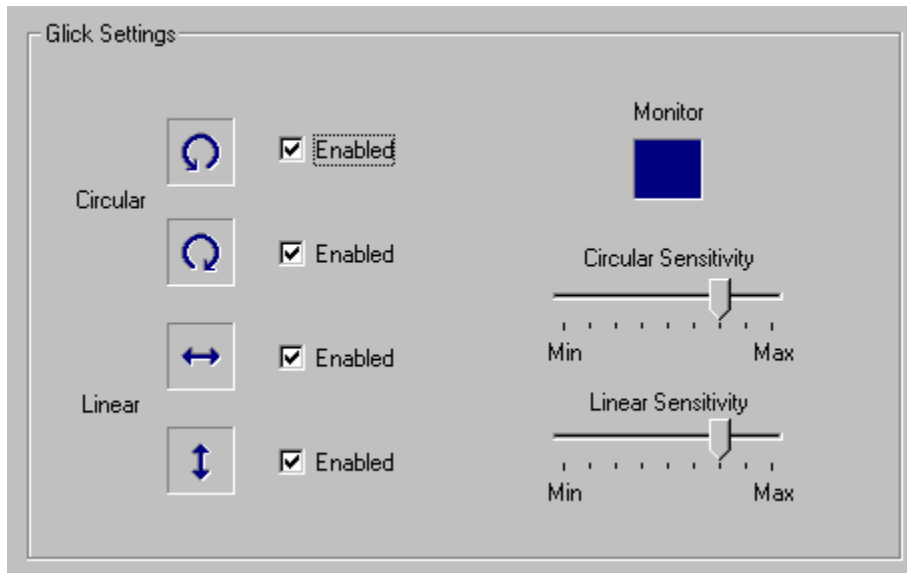 Glick Settings
Circular
Enabled
Enabled
Linear
Enabled
Enabled
Monitor
Circular Sensitivity
Min Max
Linear Sensitivity
Min Max